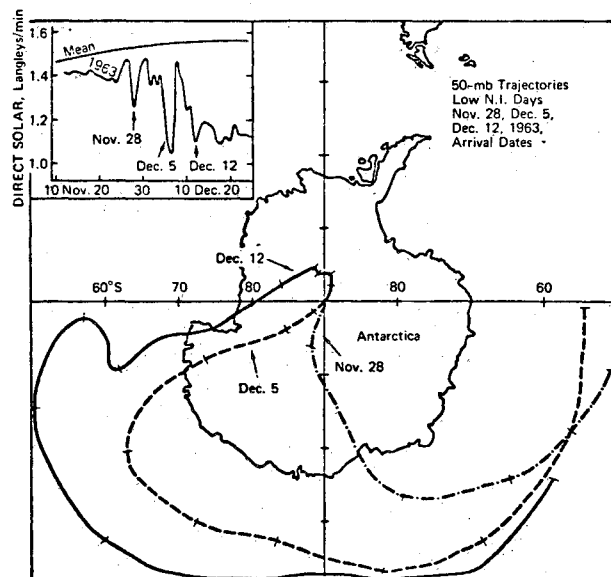 DIRECT SOLAR, Langleys/min
1.6
1.4
1.2
1.0
Mean
1963
Nov. 28
Dec. 5
Dec. 12
10 Nov. 20 30 10 Dec. 20
50-mb Trajectories
Low N.I. Days
Nov. 28, Dec. 5,
Dec. 12, 1963,
Arrival Dates
Dec. 12
60°S 70 80 80 60
Antarctica
Nov. 28
Dec. 5